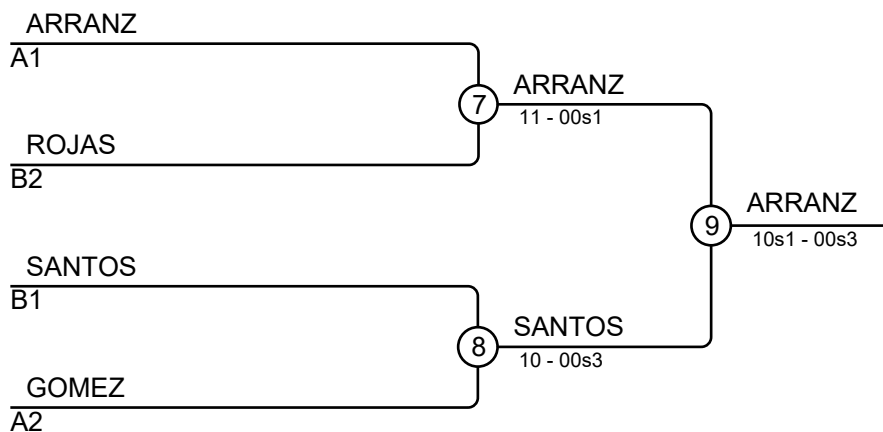 ARRANZ
A1
7
ARRANZ
11 - 00s1
ROJAS
B2
9
ARRANZ
10s1 - 00s3
SANTOS
B1
8
SANTOS
10 - 00s3
GOMEZ
A2